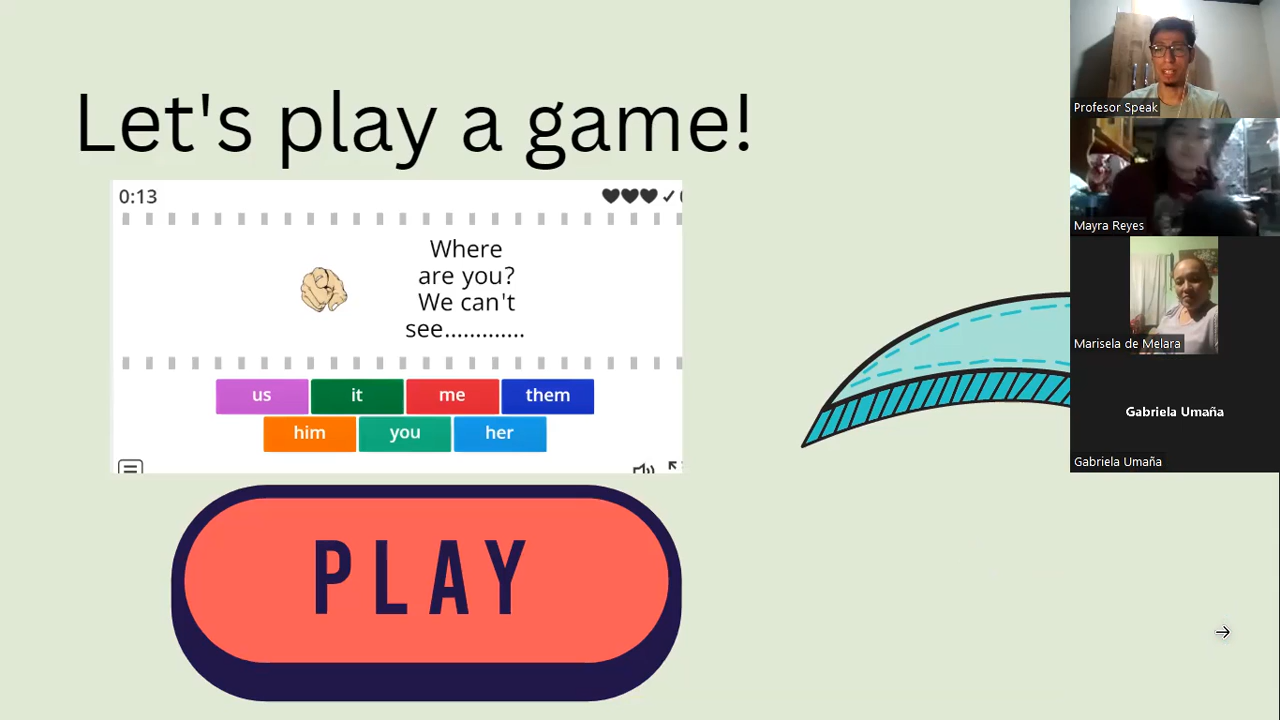 Let's play a game!
0:13
Where
are you?
We can't
see.............
us it me them
him you her
PLAY
Profesor Speak
Mayra Reyes
Marisela de Melara
Gabriela Umaña
Gabriela Umaña